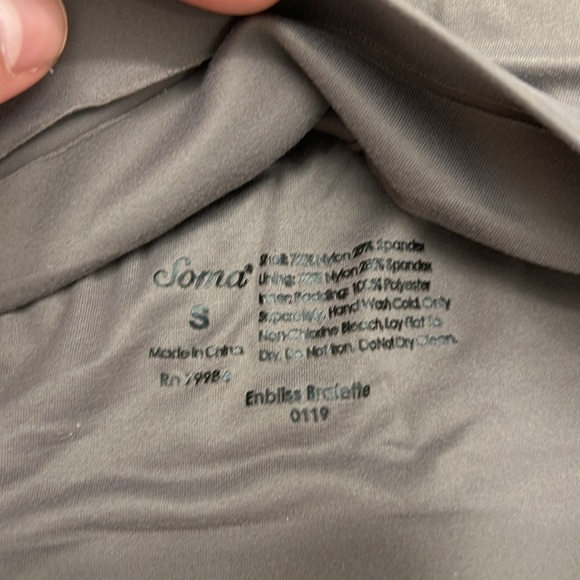 Soma
S
Made in China
Shell: 72% Nylon 28% Spandex
Lining: 72% Nylon 28% Spandex
Inner Padding: 100% Polyester
Separately, Hand Wash Cold. Only
Non-Chlorine Bleach. Lay Flat To
Dry. Do Not Iron. Do Not Dry Clean.
Enbliss Bralette
0119